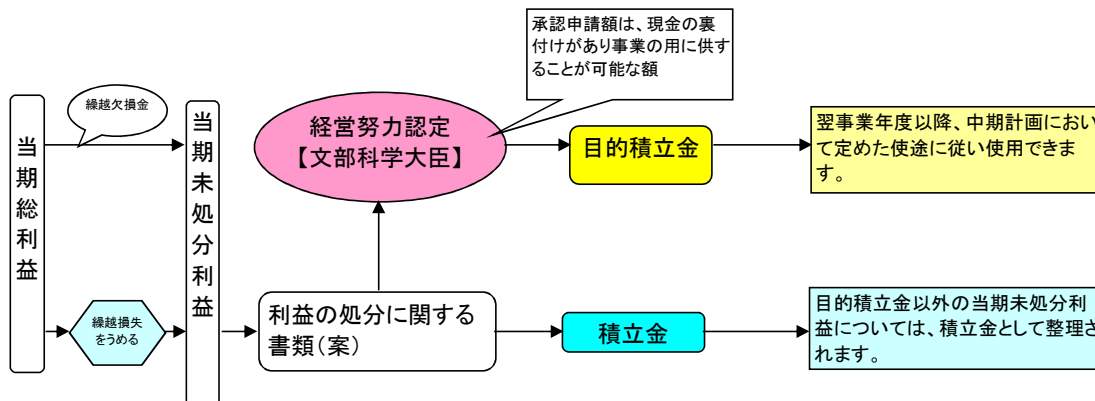 承認申請額は、現金の裏
付けがあり事業の用に供す
ることが可能な額
繰越欠損金
当期総利益
当期未処分利益
経営努力認定
【文部科学大臣】
目的積立金
翌事業年度以降、中期計画におい
て定めた使途に従い使用できま
す。
繰越損失
をうめる
利益の処分に関する
書類(案)
積立金
目的積立金以外の当期未処分利
益については、積立金として整理さ
れます。